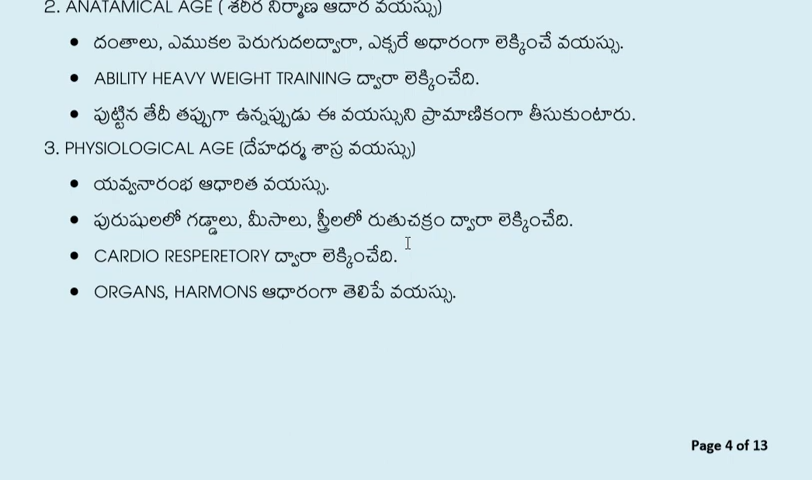 2. ANATAMICAL AGE ( శరీర నిర్మాణ ఆధార వయస్సు)
• దంతాలు, ఎముకల పెరుగుదలద్వారా, ఎక్సరే అధారంగా లెక్కించే వయస్సు.
• ABILITY HEAVY WEIGHT TRAINING ద్వారా లెక్కించేది.
• పుట్టిన తేదీ తప్పుగా ఉన్నప్పుడు ఈ వయస్సుని ప్రామాణికంగా తీసుకుంటారు.
3. PHYSIOLOGICAL AGE (దేహధర్మ శాస్ర వయస్సు)
• యవ్వనారంభ ఆధారిత వయస్సు.
• పురుషులలో గడ్డాలు, మీసాలు, స్త్రీలలో రుతుచక్రం ద్వారా లెక్కించేది.
• CARDIO RESPERETORY ద్వారా లెక్కించేది.
• ORGANS, HARMONS ఆధారంగా తెలిపే వయస్సు.
Page 4 of 13